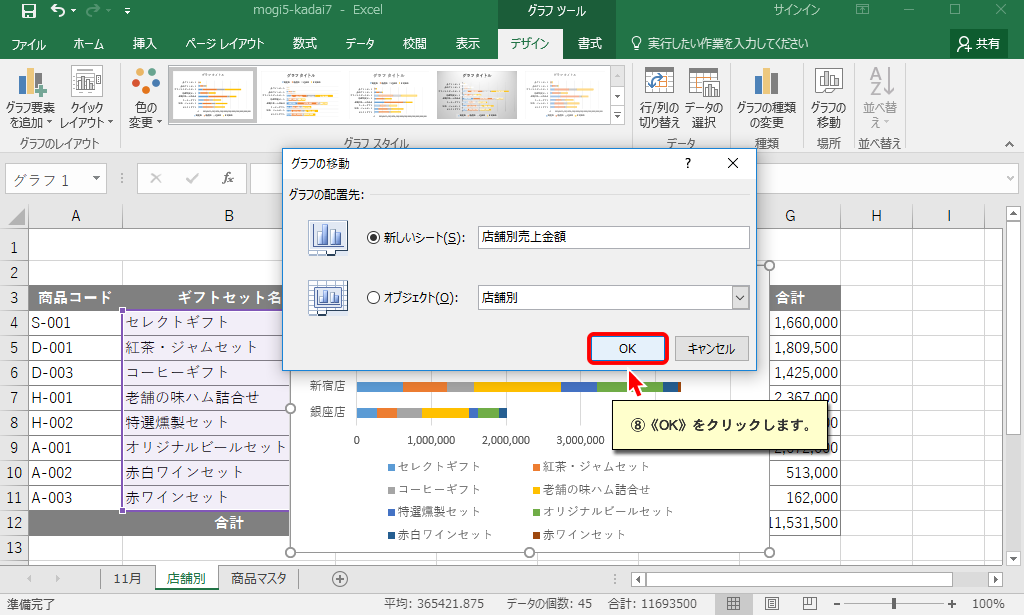 mogi5-kadai7 - Excel
グラフ ツール
サインイン
ファイル ホーム 挿入 ページ レイアウト 数式 データ 校閲 表示 デザイン 書式 実行したい作業を入力してください 共有
グラフ要素を追加
クイックレイアウト
色の変更
行/列の切り替え
データの選択
グラフの種類の変更
グラフの移動
並べ替え
グラフのレイアウト グラフ スタイル データ 種類 場所 並べ替え
グラフ 1
fx
グラフの移動 ?
グラフの配置先:
新しいシート(S): 店舗別売上金額
オブジェクト(O): 店舗別
OK キャンセル
⑧《OK》をクリックします。
A B G H I
1
2
3 商品コード ギフトセット名 合計
4 S-001 セレクトギフト 1,660,000
5 D-001 紅茶・ジャムセット 1,809,500
6 D-003 コーヒーギフト 1,425,000
7 H-001 老舗の味ハム詰合せ 2,367,000
8 H-002 特選燻製セット
9 A-001 オリジナルビールセット
10 A-002 赤白ワインセット 513,000
11 A-003 赤ワインセット 162,000
12 合計 11,531,500
13
新宿店
銀座店
0 1,000,000 2,000,000 3,000,000
セレクトギフト 紅茶・ジャムセット
コーヒーギフト 老舗の味ハム詰合せ
特選燻製セット オリジナルビールセット
赤白ワインセット 赤ワインセット
11月 店舗別 商品マスタ
準備完了 平均: 365421.875 データの個数: 45 合計: 11693500 100%